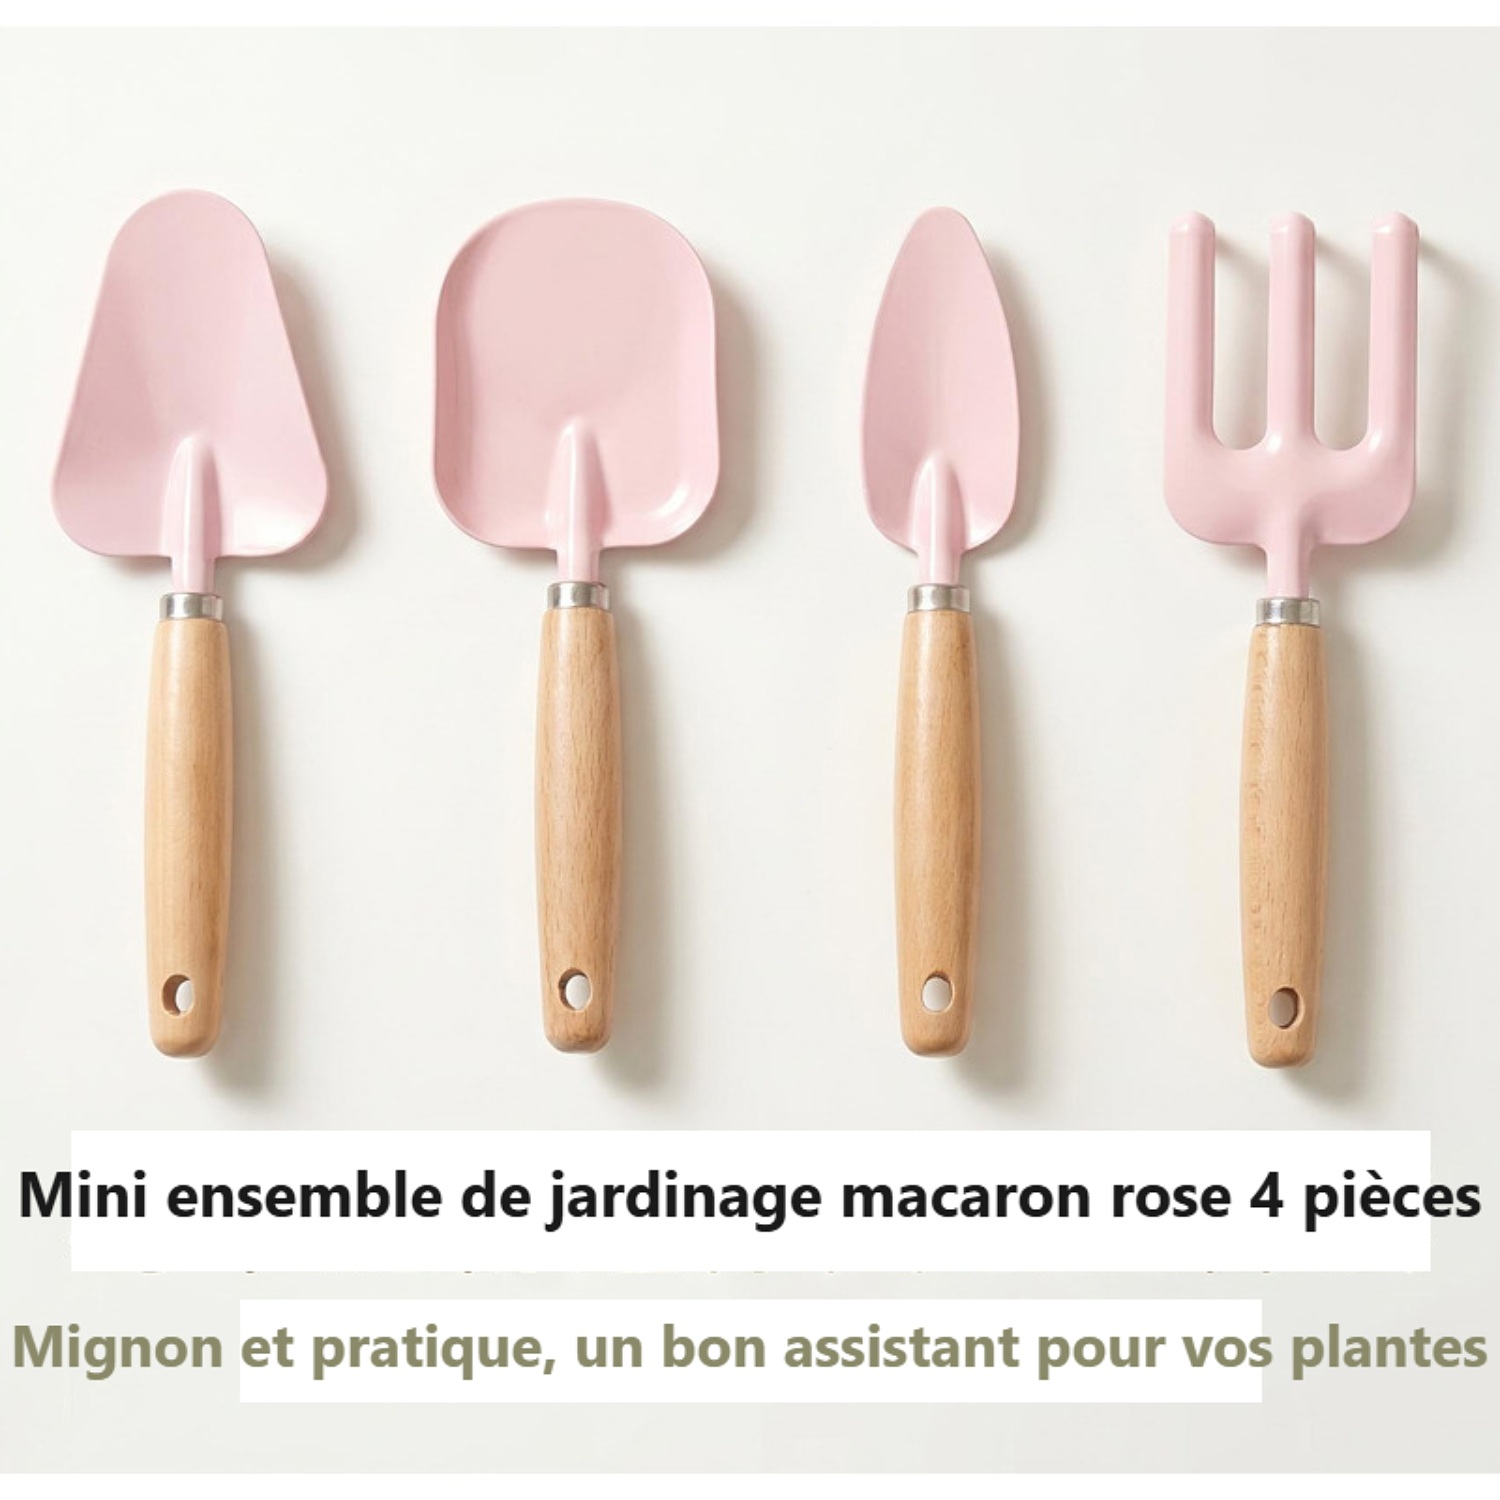 Mini ensemble de jardinage macaron rose 4 pièces
Mignon et pratique, un bon assistant pour vos plantes